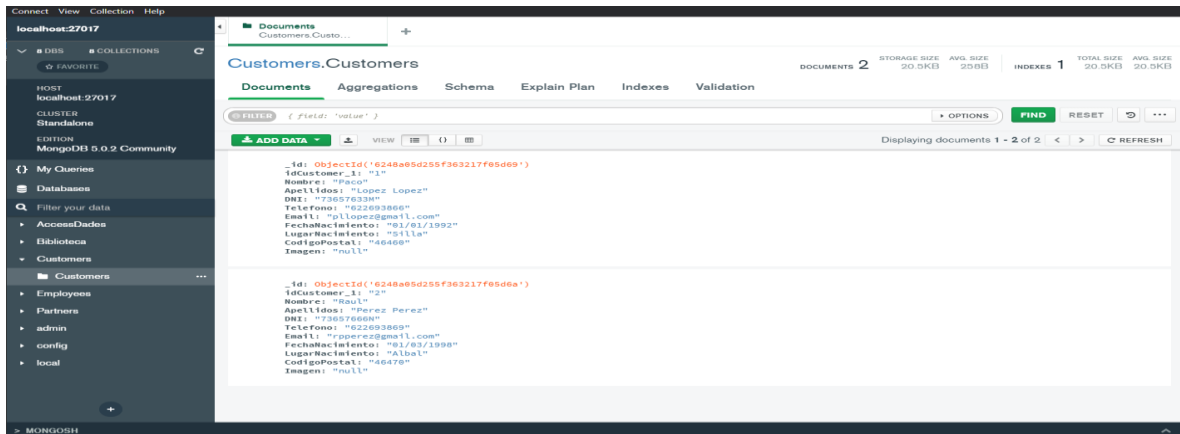 Connect View Collection Help
localhost:27017
8 DBS 8 COLLECTIONS
FAVORITE
HOST
localhost:27017
CLUSTER
Standalone
EDITION
MongoDB 5.0.2 Community
{} My Queries
Databases
Filter your data
AccessDades
Biblioteca
Customers
Customers
Employees
Partners
admin
config
local
+
> MONGOSH
Documents
Customers.Custo...
+
Customers.Customers
DOCUMENTS 2
STORAGE SIZE 20.5KB
AVG. SIZE 258B
INDEXES 1
TOTAL SIZE 20.5KB
AVG. SIZE 20.5KB
Documents Aggregations Schema Explain Plan Indexes Validation
FILTER { field: 'value' }
OPTIONS
FIND
RESET
...
ADD DATA
VIEW
{}
Displaying documents 1 - 2 of 2 < >
REFRESH
_id: ObjectId('6248a05d255f363217f05d69')
idCustomer_1: "1"
Nombre: "Paco"
Apellidos: "Lopez Lopez"
DNI: "73657633M"
Telefono: "622693866"
Email: "pllopez@gmail.com"
FechaNacimiento: "01/01/1992"
LugarNacimiento: "Silla"
CodigoPostal: "46460"
Imagen: "null"
_id: ObjectId('6248a05d255f363217f05d6a')
idCustomer_1: "2"
Nombre: "Raul"
Apellidos: "Perez Perez"
DNI: "73657666N"
Telefono: "622693869"
Email: "rpperez@gmail.com"
FechaNacimiento: "01/03/1998"
LugarNacimiento: "Albal"
CodigoPostal: "46470"
Imagen: "null"